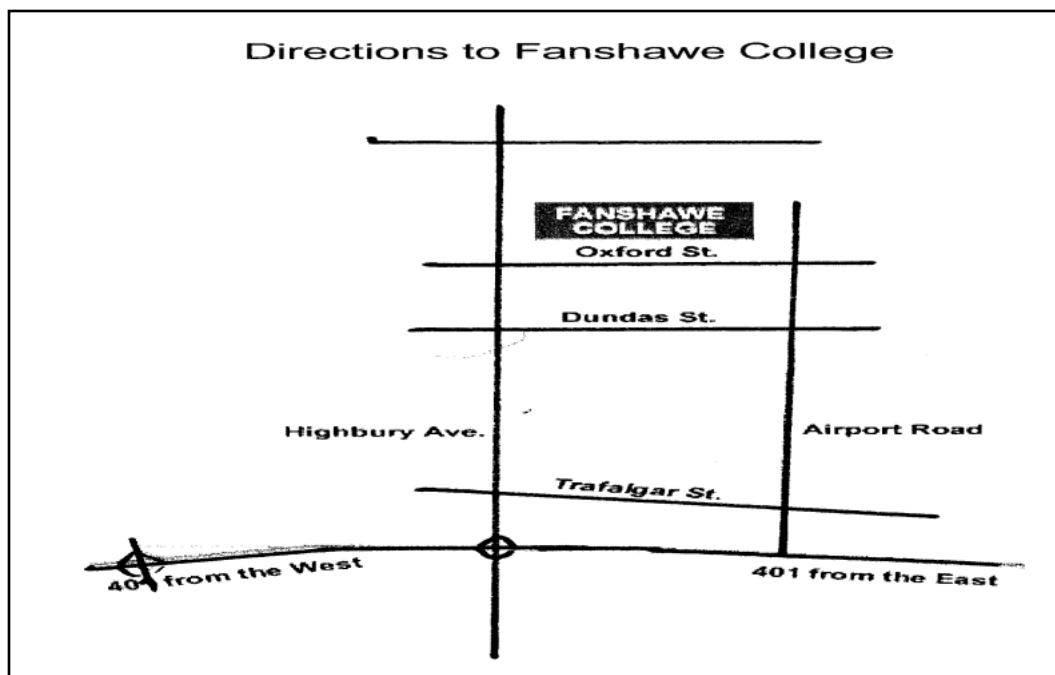 Directions to Fanshawe College
FANSHAWE
COLLEGE
Oxford St.
Dundas St.
Highbury Ave.
Airport Road
Trafalgar St.
401 from the West
401 from the East